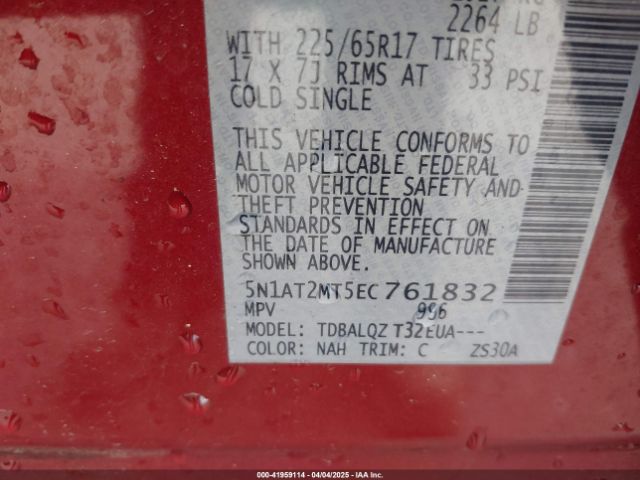 2264 LB
WITH 225/65R17 TIRES
17 X 7J RIMS AT 33 PSI
COLD SINGLE
THIS VEHICLE CONFORMS TO
ALL APPLICABLE FEDERAL
MOTOR VEHICLE SAFETY AND
THEFT PREVENTION
STANDARDS IN EFFECT ON
THE DATE OF MANUFACTURE
SHOWN ABOVE.
5N1AT2MT5EC761832
MPV 996
MODEL: TDBALQZ T32EUA---
COLOR: NAH TRIM: C ZS30A
000-41959114 - 04/04/2025 - IAA Inc.